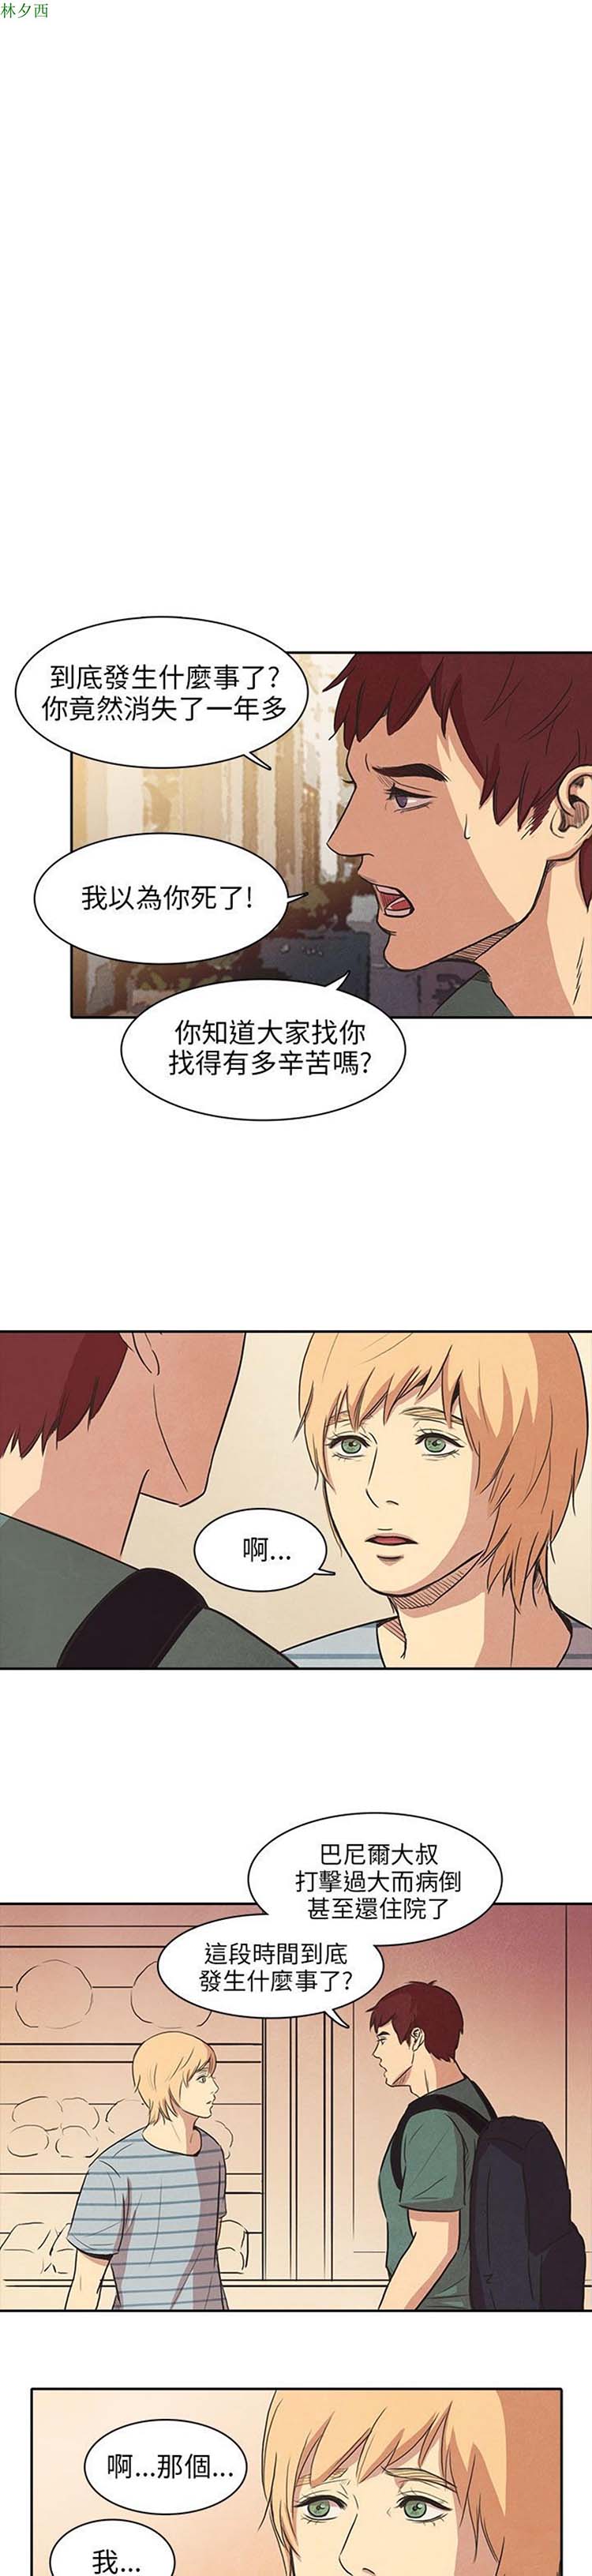 林夕西
到底發生什麼事了?
你竟然消失了一年多
我以為你死了!
你知道大家找你
找得有多辛苦嗎?
啊...
巴尼爾大叔
打擊過大而病倒
甚至還住院了
這段時間到底
發生什麼事了?
啊...那個...
我...